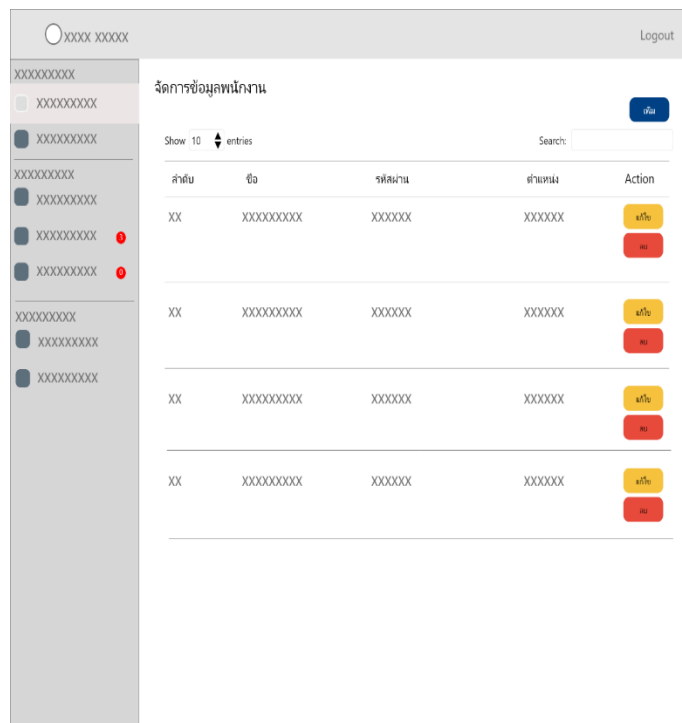 XXXX XXXXX
Logout
XXXXXXXXX
XXXXXXXXX
XXXXXXXXX
XXXXXXXXX
XXXXXXXXX
XXXXXXXXX 3
XXXXXXXXX 0
XXXXXXXXX
XXXXXXXXX
XXXXXXXXX
จัดการข้อมูลพนักงาน
เพิ่ม
Show 10 entries Search:
ลำดับ ชื่อ รหัสผ่าน ตำแหน่ง Action
XX XXXXXXXXX XXXXXX XXXXXX แก้ไข
ลบ
XX XXXXXXXXX XXXXXX XXXXXX แก้ไข
ลบ
XX XXXXXXXXX XXXXXX XXXXXX แก้ไข
ลบ
XX XXXXXXXXX XXXXXX XXXXXX แก้ไข
ลบ